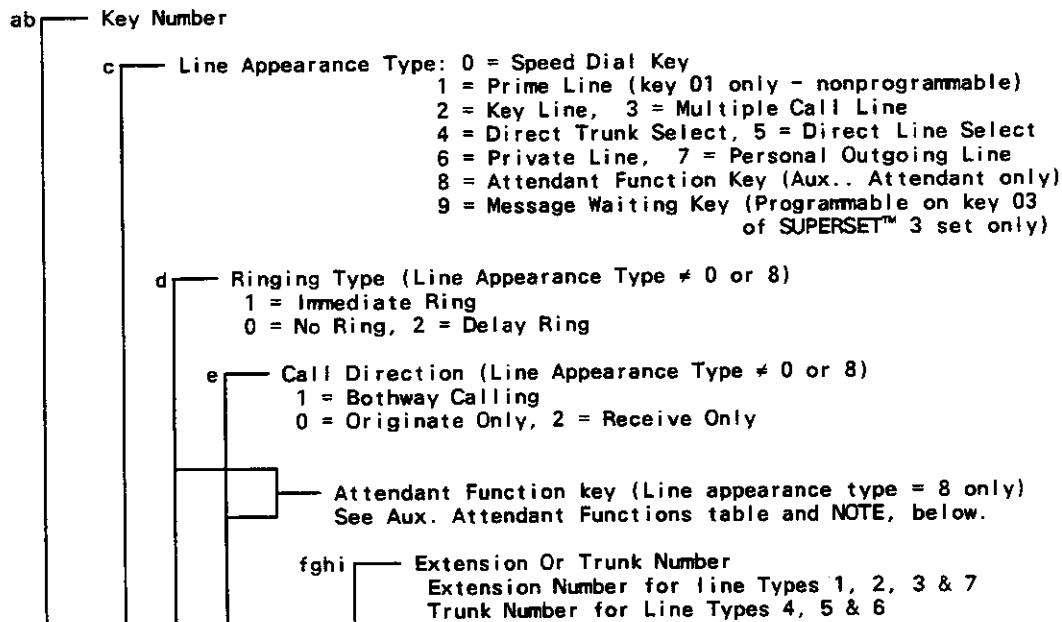 ab Key Number
c Line Appearance Type: 0 = Speed Dial Key
1 = Prime Line (key 01 only - nonprogrammable)
2 = Key Line, 3 = Multiple Call Line
4 = Direct Trunk Select, 5 = Direct Line Select
6 = Private Line, 7 = Personal Outgoing Line
8 = Attendant Function Key (Aux.. Attendant only)
9 = Message Waiting Key (Programmable on key 03
of SUPERSET™ 3 set only)
d Ringing Type (Line Appearance Type ≠ 0 or 8)
1 = Immediate Ring
0 = No Ring, 2 = Delay Ring
e Call Direction (Line Appearance Type ≠ 0 or 8)
1 = Bothway Calling
0 = Originate Only, 2 = Receive Only
Attendant Function key (Line appearance type = 8 only)
See Aux. Attendant Functions table and NOTE, below.
fghi Extension Or Trunk Number
Extension Number for line Types 1, 2, 3 & 7
Trunk Number for Line Types 4, 5 & 6